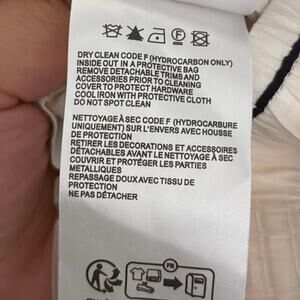 DRY CLEAN CODE F (HYDROCARBON ONLY)
INSIDE OUT IN A PROTECTIVE BAG
REMOVE DETACHABLE TRIMS AND
ACCESSORIES PRIOR TO CLEANING
COVER TO PROTECT HARDWARE
COOL IRON WITH PROTECTIVE CLOTH
DO NOT SPOT CLEAN
NETTOYAGE À SEC CODE F (HYDROCARBURE
UNIQUEMENT) SUR L'ENVERS AVEC HOUSSE
DE PROTECTION
RETIRER LES DECORATIONS ET ACCESSOIRES
DÉTACHABLES AVANT LE NETTOYAGE À SEC
COUVRIR ET PROTÉGER LES PARTIES
METALLIQUES
REPASSAGE DOUX AVEC TISSU DE
PROTECTION
NE PAS DÉTACHER
FR